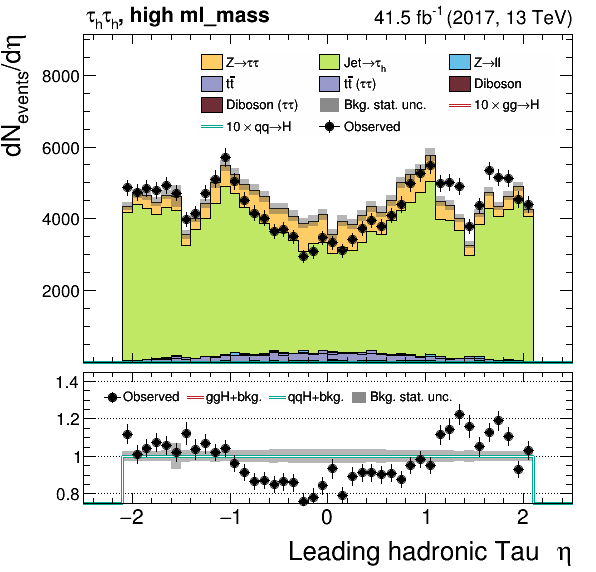 τhτh, high ml_mass 41.5 fb⁻¹ (2017, 13 TeV)
dNevents/dη
8000
6000
4000
2000
Z→ττ Jet→τh Z→ll
tt̄ tt̄ (ττ) Diboson
Diboson (ττ) Bkg. stat. unc. 10 × gg→H
10 × qq→H Observed
1.4
1.2
1
0.8
Observed ggH+bkg. qqH+bkg. Bkg. stat. unc.
−2 −1 0 1 2
Leading hadronic Tau η